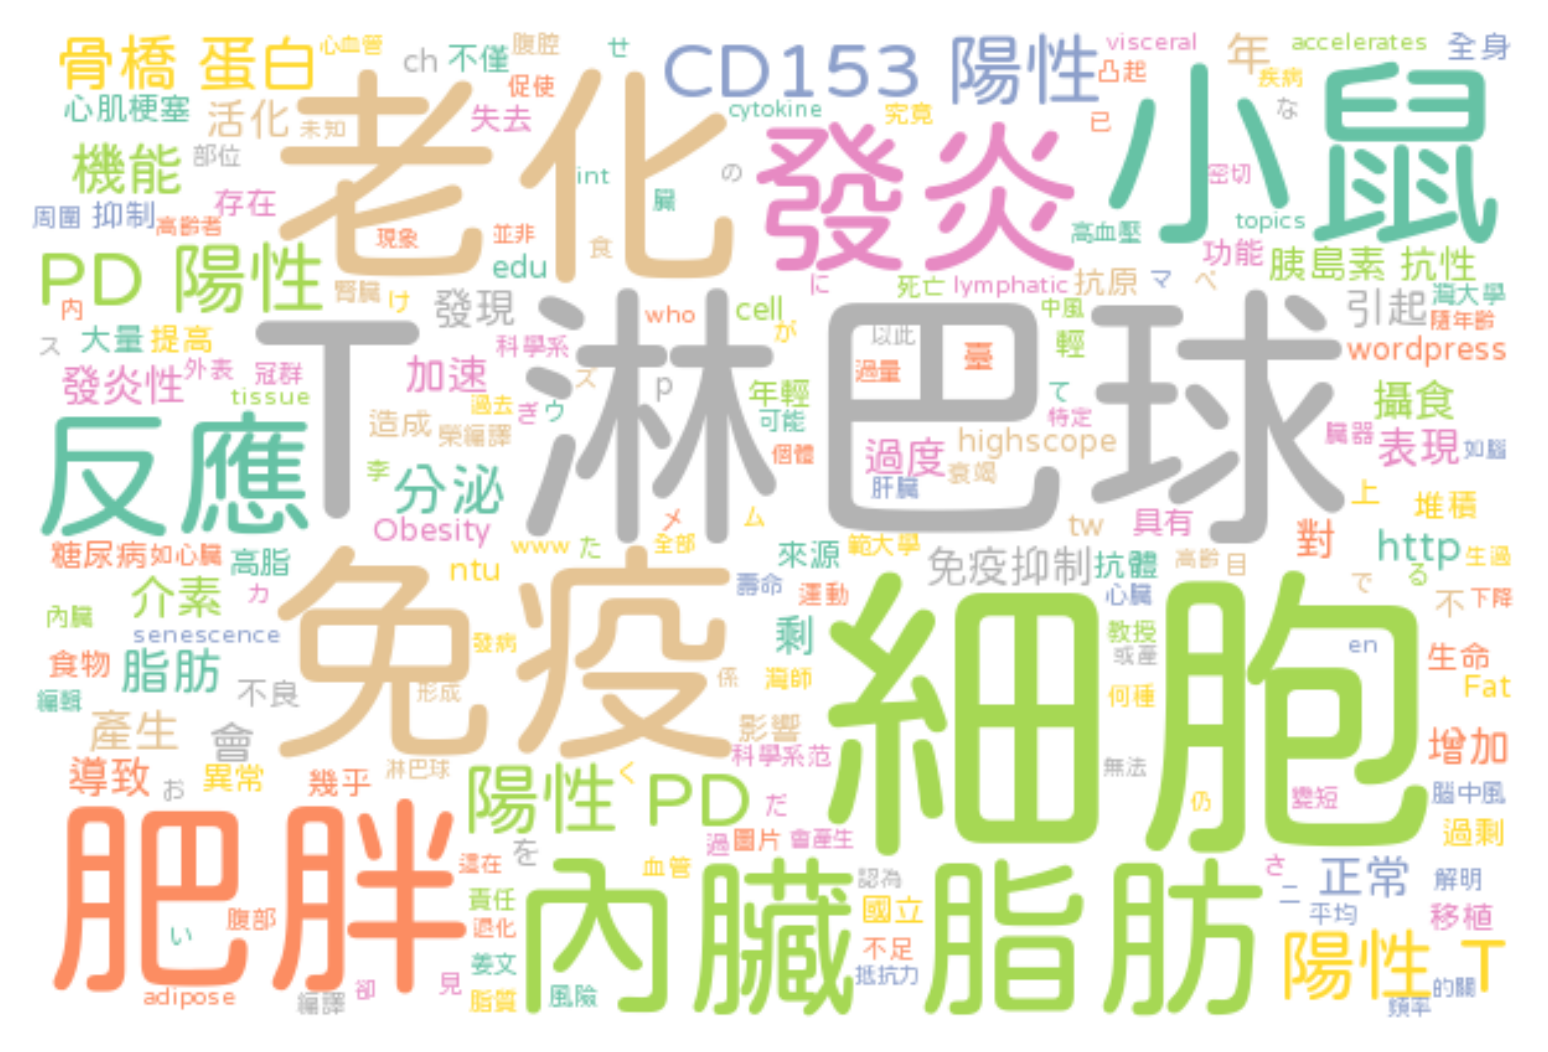 骨橋 蛋白
心血管
ch
不僅
腹腔
せ
CD153 陽性
visceral
年
accelerates
全身
凸起
疾病
心肌梗塞
活化
未知
失去
促使
cytokine
究竟
已
な
小鼠
老化
發炎
機能
部位
int
臟
の
密切
周圍
抑制
高齡者
存在
現象
並非
食
高血壓
topics
功能
PD 陽性
edu
胰島素 抗性
腎臟
け
發現
に
死亡
lymphatic
抗原
マ
ペ
引起
灣大學
內
who
cell
が
中風
隨年齡
ス
大量
提高
科學系
以此
臺
輕
wordpress
T 淋巴球
發炎性
外表
冠群
加速
ズ
p
年輕
過量
て
攝食
tissue
過去
ぎ
ウ
可能
特定
反應
造成
榮編譯
個體
過度
highscope
臟器
表現
如腦
李
分泌
肝臟
衰竭
上
堆積
Obesity
メ
ム
tw
具有
對
糖尿病
如心臟
高脂
www
た
全部
來源
範大學
免疫抑制
抗體
高齡
目
http
生過
介素
カ
ntu
壽命
運動
心臟
で
る
不
下降
內臟
senescence
免疫
發病
剩
細胞
教授
en
生命
食物
脂肪
不良
形成
係
灣師
或產
何種
Fat
編輯
產生
會
影響
增加
導致
お
異常
幾乎
淋巴球
科學系范
無法
陽性 PD
く
だ
仍
變短
腦中風
肥胖
過
圖片
會產生
過剩
還在
を
血管
認為
さ
正常
解明
內臟脂肪
責任
國立
二
平均
移植
腹部
い
退化
不足
姜文
抵抗力
陽性 T
adipose
編譯
卻
見
脂質
風險
的關
頻率